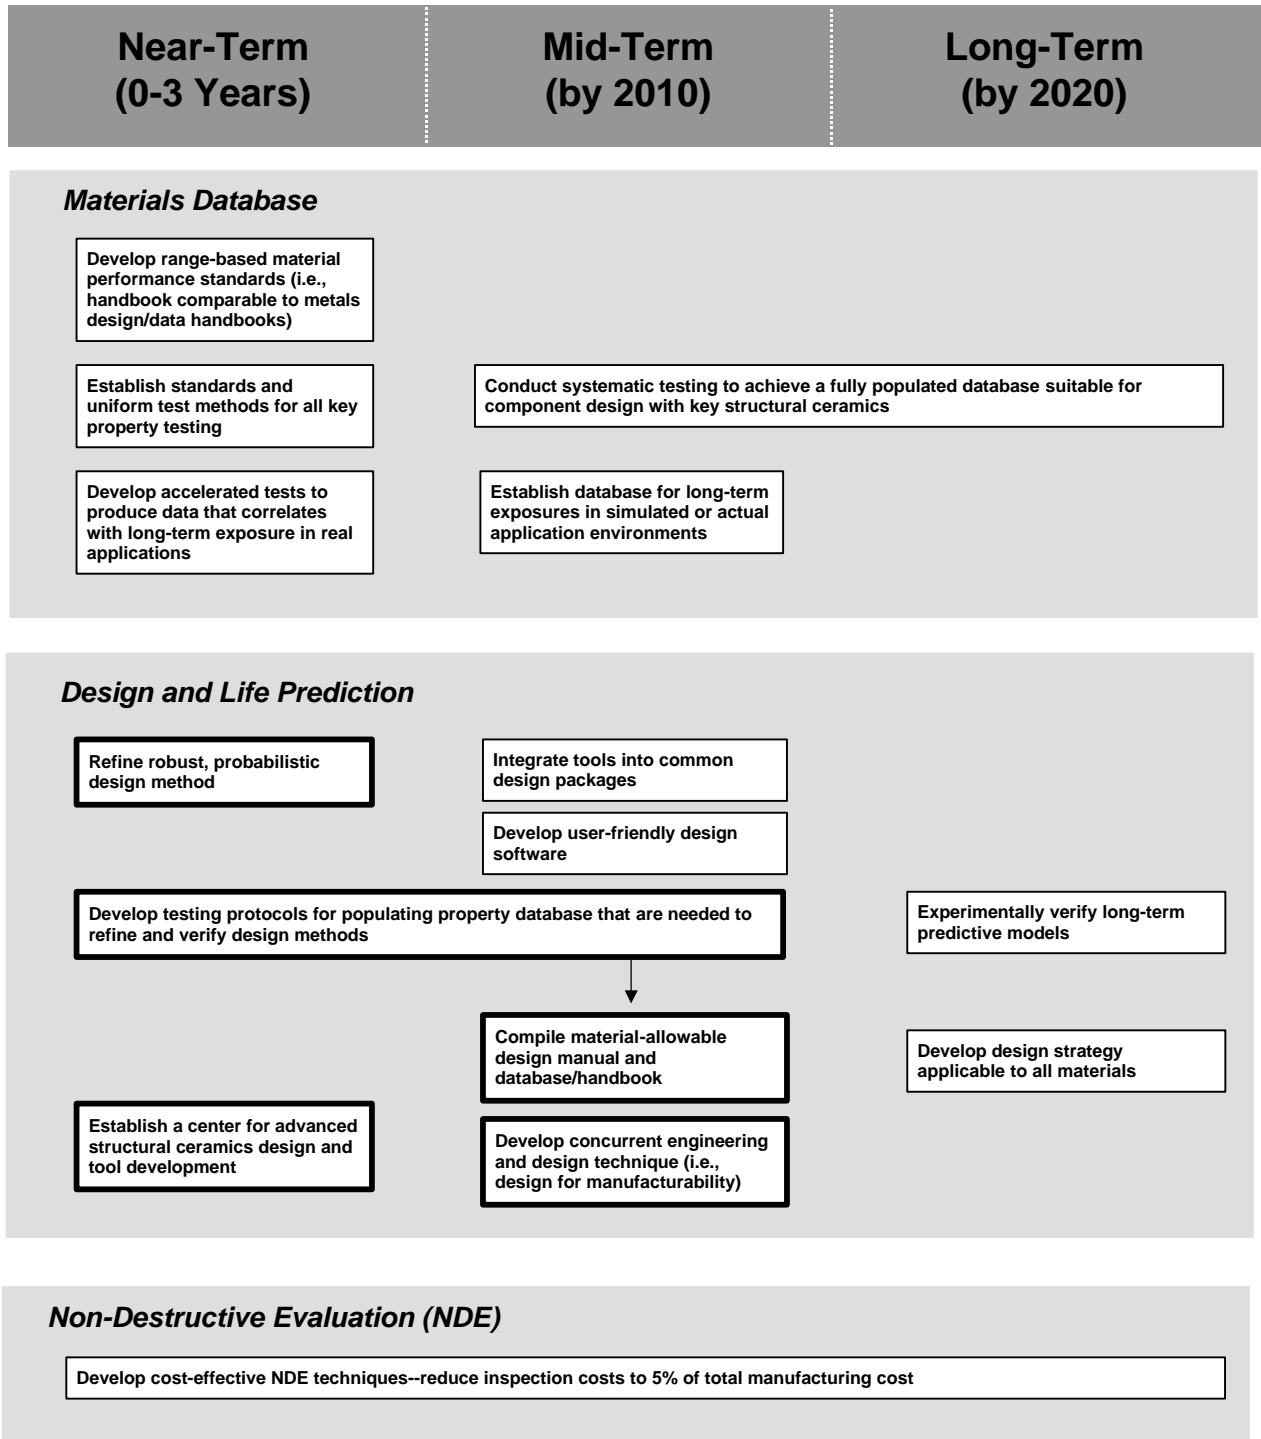 Near-Term
(0-3 Years)
Mid-Term
(by 2010)
Long-Term
(by 2020)
Materials Database
Develop range-based material
performance standards (i.e.,
handbook comparable to metals
design/data handbooks)
Establish standards and
uniform test methods for all key
property testing
Conduct systematic testing to achieve a fully populated database suitable for
component design with key structural ceramics
Develop accelerated tests to
produce data that correlates
with long-term exposure in real
applications
Establish database for long-term
exposures in simulated or actual
application environments
Design and Life Prediction
Refine robust, probabilistic
design method
Integrate tools into common
design packages
Develop user-friendly design
software
Develop testing protocols for populating property database that are needed to
refine and verify design methods
Experimentally verify long-term
predictive models
Compile material-allowable
design manual and
database/handbook
Develop design strategy
applicable to all materials
Establish a center for advanced
structural ceramics design and
tool development
Develop concurrent engineering
and design technique (i.e.,
design for manufacturability)
Non-Destructive Evaluation (NDE)
Develop cost-effective NDE techniques--reduce inspection costs to 5% of total manufacturing cost